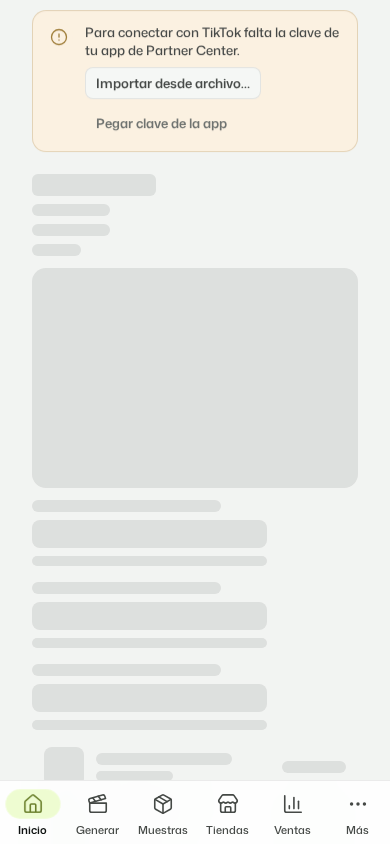 Para conectar con TikTok falta la clave de
tu app de Partner Center.
Importar desde archivo...
Pegar clave de la app
Inicio
Generar
Muestras
Tiendas
Ventas
Más